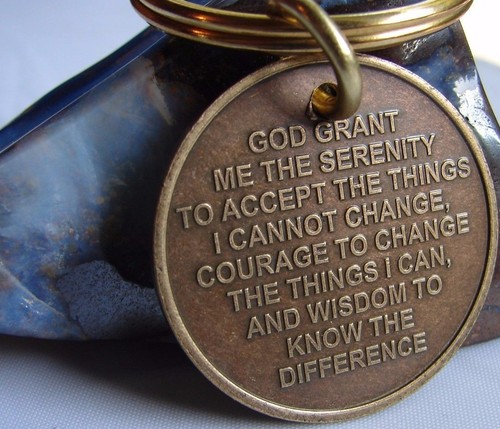 GOD GRANT
ME THE SERENITY
TO ACCEPT THE THINGS
I CANNOT CHANGE,
COURAGE TO CHANGE
THE THINGS I CAN,
AND WISDOM TO
KNOW THE
DIFFERENCE